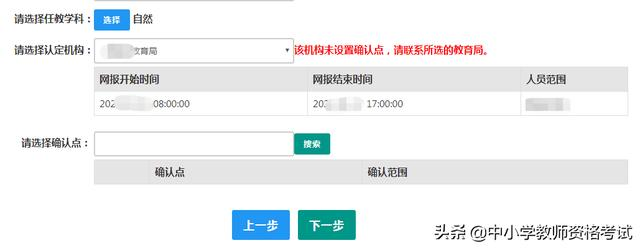 请选择任教学科： 选择 自然
请选择认定机构： 教育局 该机构未设置确认点，请联系所选的教育局。
网报开始时间 网报结束时间 人员范围
202 08:00:00 202 17:00:00
请选择确认点： 搜索
确认点 确认范围
上一步 下一步
头条 @中小学教师资格考试